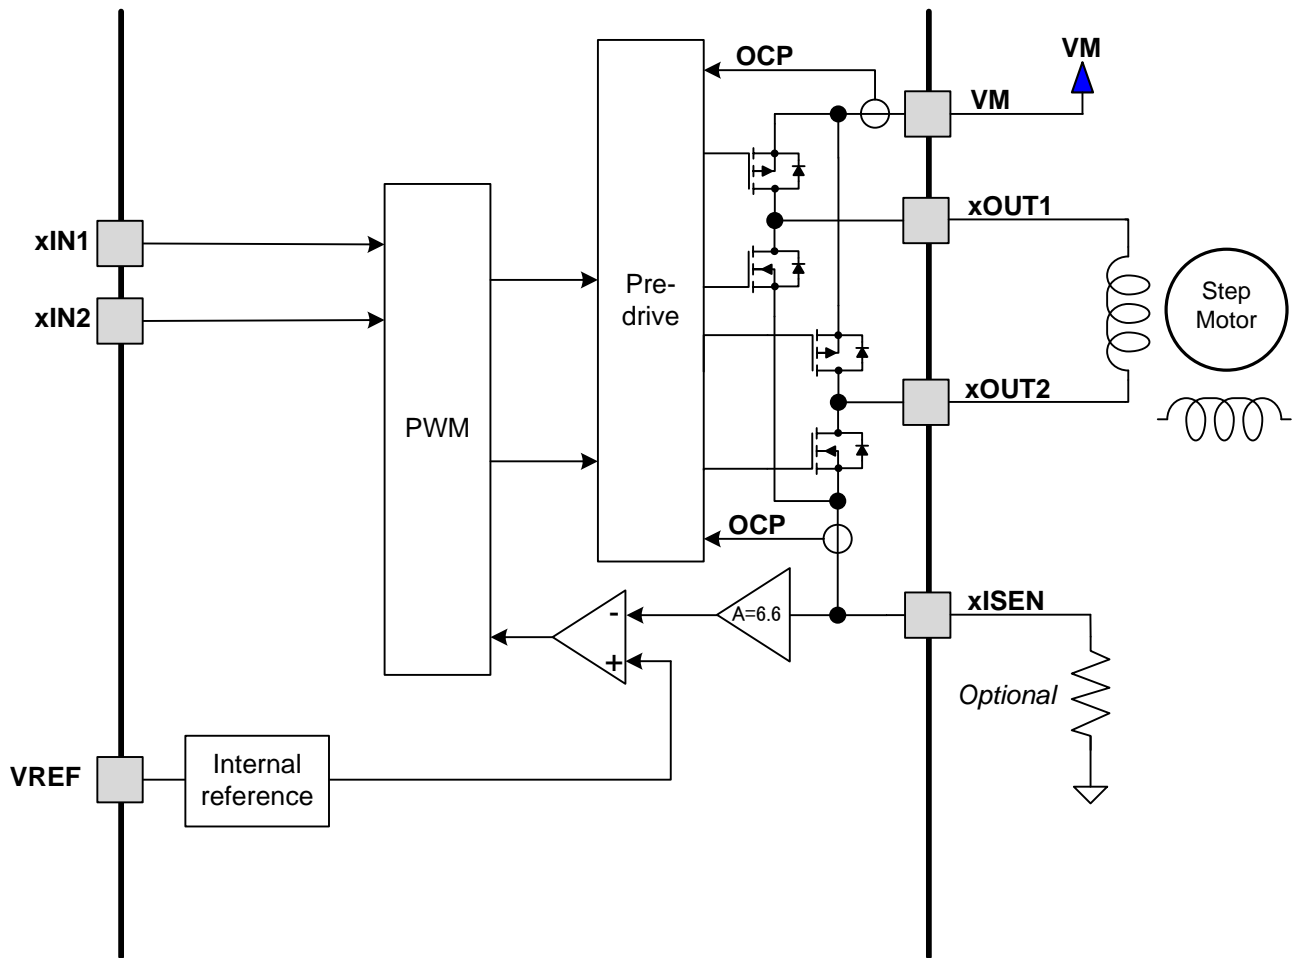 OCP
VM
VM
xIN1
xOUT1
xIN2
Pre-
drive
Step
Motor
xOUT2
PWM
OCP
xISEN
A=6.6
-
+
Optional
VREF
Internal
reference